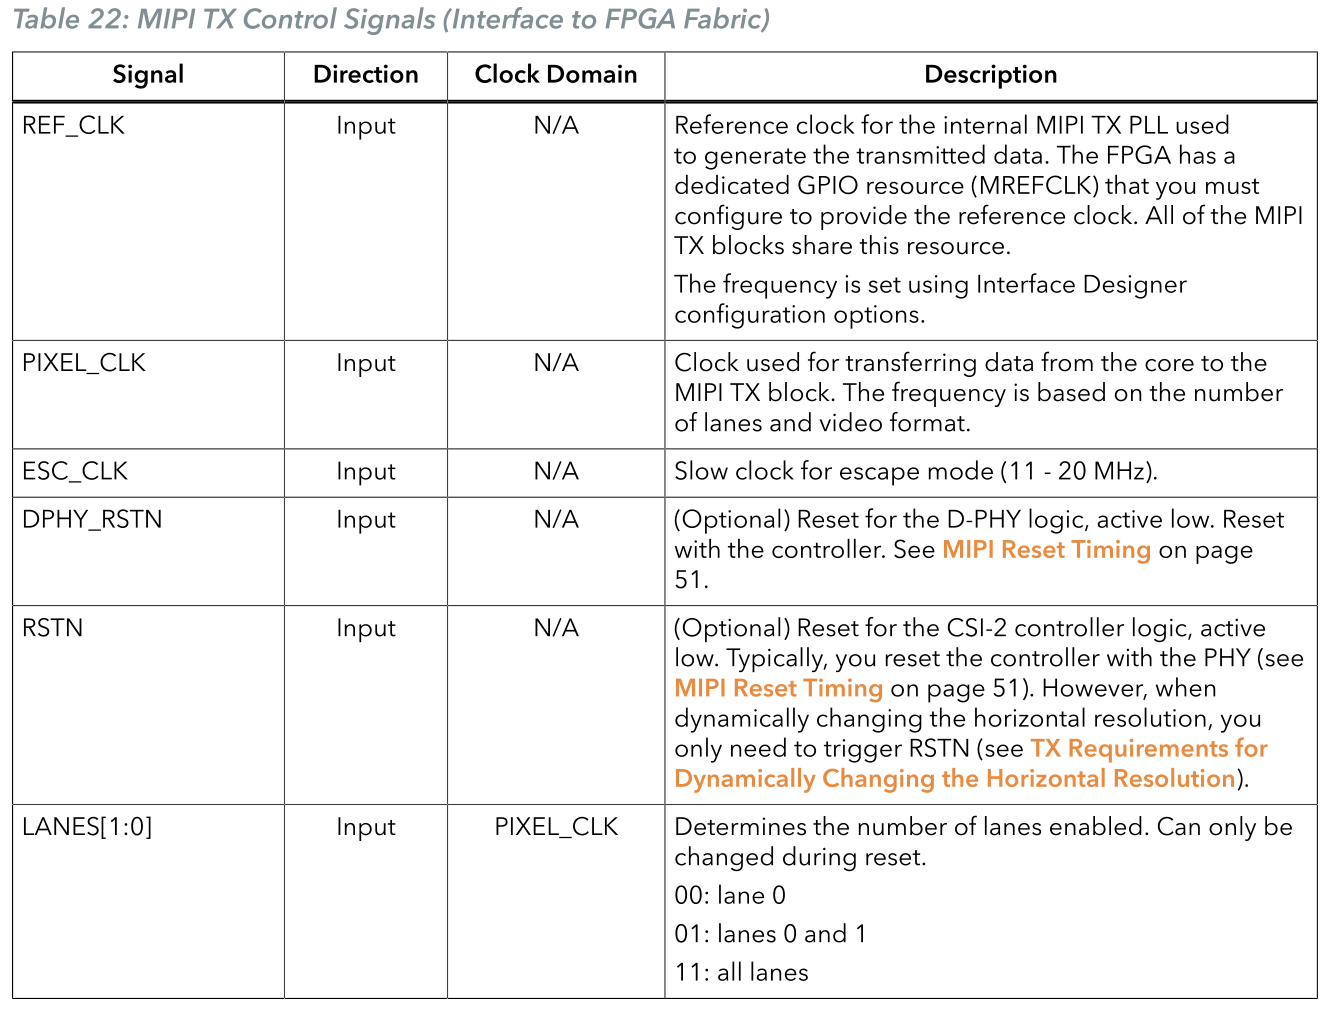 Table 22: MIPI TX Control Signals (Interface to FPGA Fabric)
Signal Direction Clock Domain Description
REF_CLK Input N/A Reference clock for the internal MIPI TX PLL used
to generate the transmitted data. The FPGA has a
dedicated GPIO resource (MREFCLK) that you must
configure to provide the reference clock. All of the MIPI
TX blocks share this resource.
The frequency is set using Interface Designer
configuration options.
PIXEL_CLK Input N/A Clock used for transferring data from the core to the
MIPI TX block. The frequency is based on the number
of lanes and video format.
ESC_CLK Input N/A Slow clock for escape mode (11 - 20 MHz).
DPHY_RSTN Input N/A (Optional) Reset for the D-PHY logic, active low. Reset
with the controller. See MIPI Reset Timing on page
51.
RSTN Input N/A (Optional) Reset for the CSI-2 controller logic, active
low. Typically, you reset the controller with the PHY (see
MIPI Reset Timing on page 51). However, when
dynamically changing the horizontal resolution, you
only need to trigger RSTN (see TX Requirements for
Dynamically Changing the Horizontal Resolution).
LANES[1:0] Input PIXEL_CLK Determines the number of lanes enabled. Can only be
changed during reset.
00: lane 0
01: lanes 0 and 1
11: all lanes